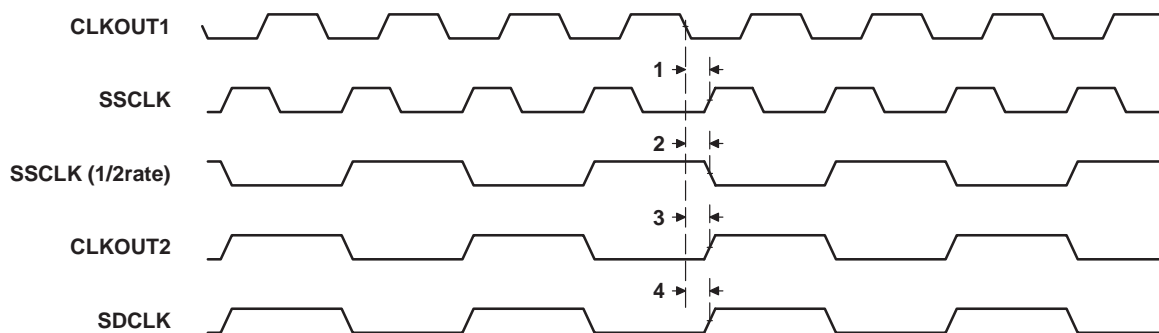 CLKOUT1
1
SSCLK
2
SSCLK (1/2rate)
3
CLKOUT2
4
SDCLK